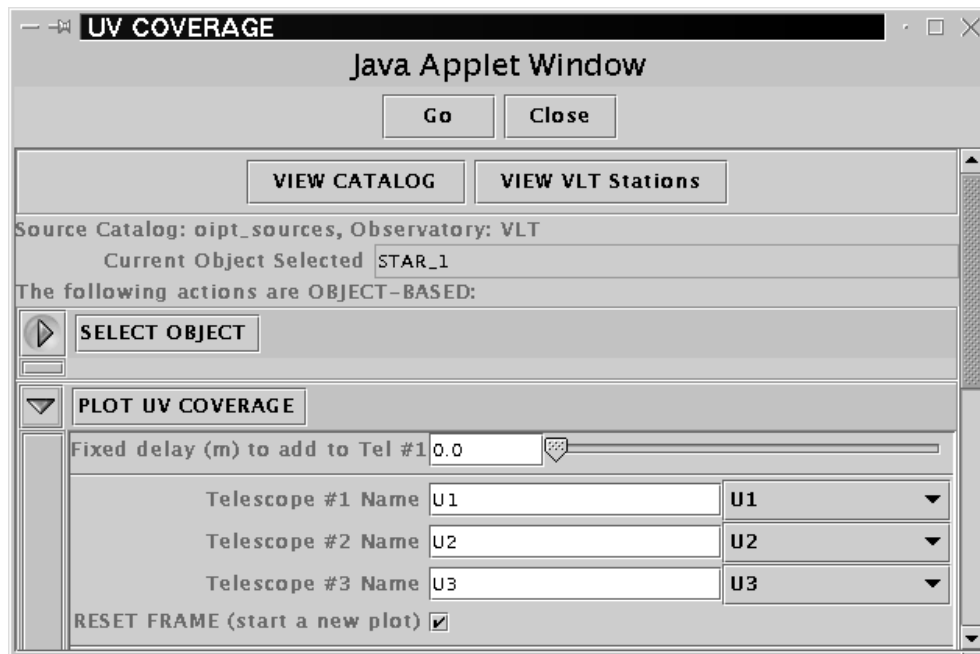 UV COVERAGE
Java Applet Window
Go Close
VIEW CATALOG VIEW VLT Stations
Source Catalog: oipt_sources, Observatory: VLT
Current Object Selected STAR_1
The following actions are OBJECT-BASED:
SELECT OBJECT
PLOT UV COVERAGE
Fixed delay (m) to add to Tel #1 0.0
Telescope #1 Name U1 U1
Telescope #2 Name U2 U2
Telescope #3 Name U3 U3
RESET FRAME (start a new plot)